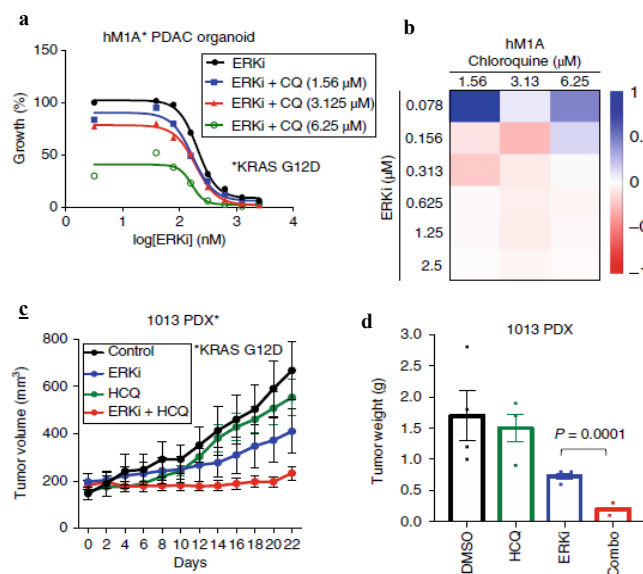 a
hM1A* PDAC organoid
ERKi
ERKi + CQ (1.56 μM)
ERKi + CQ (3.125 μM)
ERKi + CQ (6.25 μM)
*KRAS G12D
Growth (%)
150
100
50
0
0 1 2 3 4
log[ERKi] (nM)
b
hM1A
Chloroquine (μM)
1.56 3.13 6.25
ERKi (μM)
0.078
0.156
0.313
0.625
1.25
2.5
1
0
c
1013 PDX*
Control
ERKi
HCQ
ERKi + HCQ
*KRAS G12D
Tumor volume (mm³)
800
600
400
200
0
0 2 4 6 8 10 12 14 16 18 20 22
Days
d
1013 PDX
Tumor weight (g)
3.0
2.5
2.0
1.5
1.0
0.5
0.0
P = 0.0001
DMSO
HCQ
ERKi
Combo